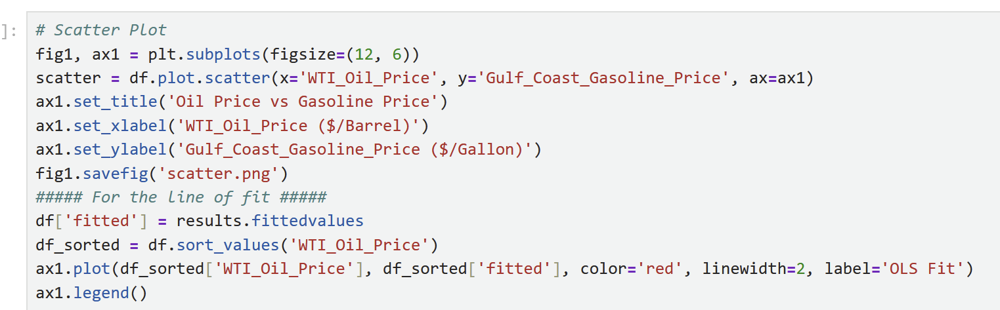 ]:
# Scatter Plot
fig1, ax1 = plt.subplots(figsize=(12, 6))
scatter = df.plot.scatter(x='WTI_Oil_Price', y='Gulf_Coast_Gasoline_Price', ax=ax1)
ax1.set_title('Oil Price vs Gasoline Price')
ax1.set_xlabel('WTI_Oil_Price ($/Barrel)')
ax1.set_ylabel('Gulf_Coast_Gasoline_Price ($/Gallon)')
fig1.savefig('scatter.png')
##### For the line of fit #####
df['fitted'] = results.fittedvalues
df_sorted = df.sort_values('WTI_Oil_Price')
ax1.plot(df_sorted['WTI_Oil_Price'], df_sorted['fitted'], color='red', linewidth=2, label='OLS Fit')
ax1.legend()